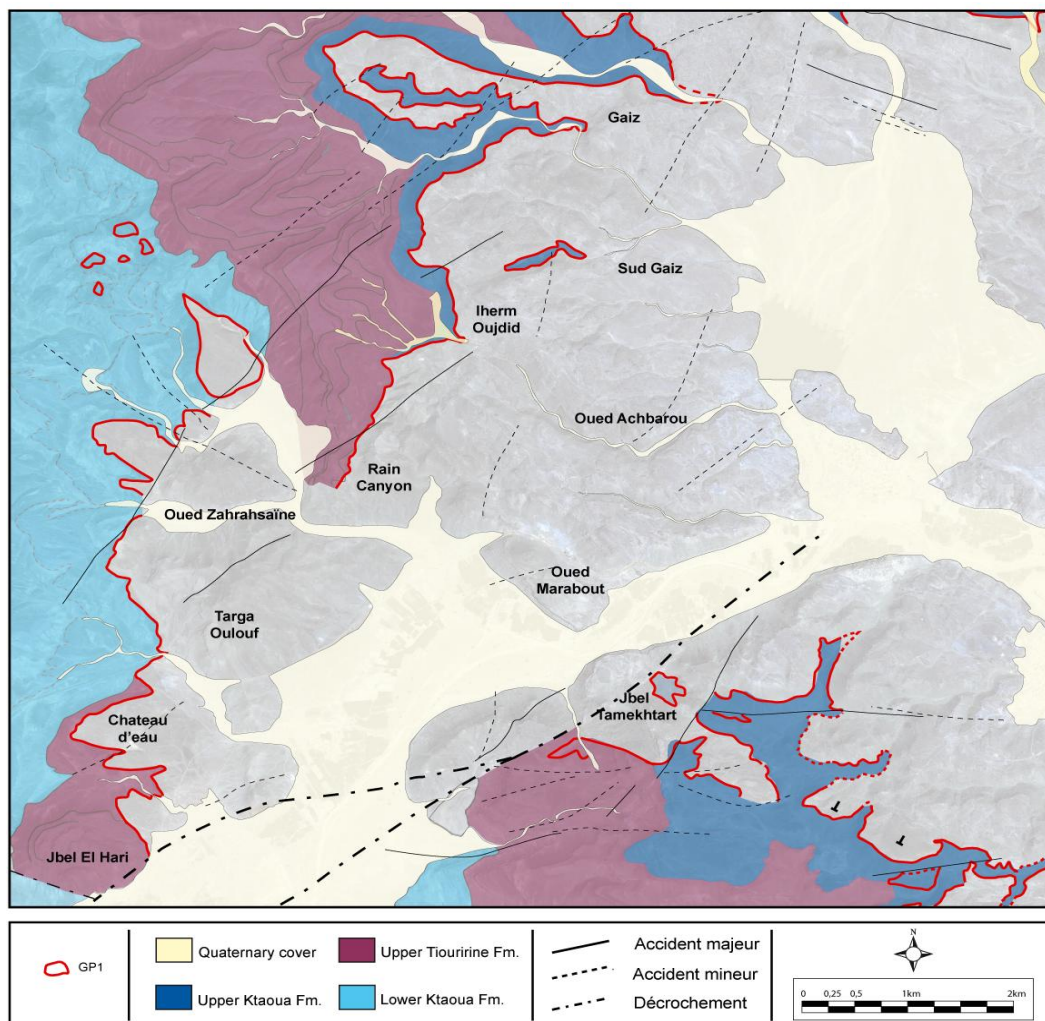 Gaiz
Sud Gaiz
Iherm
Oujdid
Oued Achbarou
Rain
Canyon
Oued Zahrahsaïne
Oued
Marabout
Targa
Oulouf
Jbel
Tamekhtart
Chateau
d'eau
Jbel El Hari
GP1
Quaternary cover
Upper Tiouririne Fm.
Upper Ktaoua Fm.
Lower Ktaoua Fm.
Accident majeur
Accident mineur
Décrochement
N
0 0,25 0,5 1km 2km